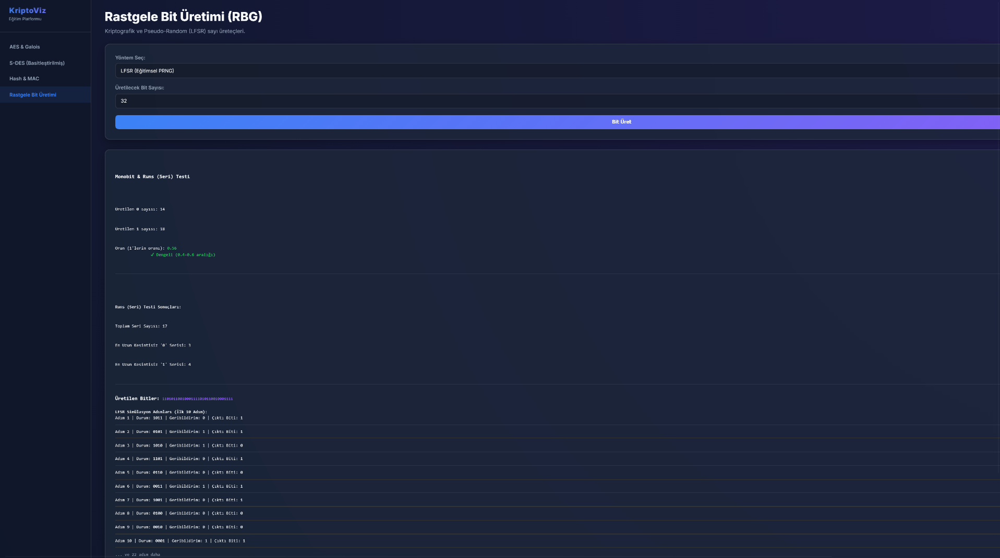 KriptoViz
Eğitim Platformu
AES & Galois
S-DES (Basitleştirilmiş)
Hash & MAC
Rastgele Bit Üretimi
Rastgele Bit Üretimi (RBG)
Kriptografik ve Pseudo-Random (LFSR) sayı üreteçleri.
Yöntem Seç:
LFSR (Eğitimsel PRNG)
Üretilecek Bit Sayısı:
32
Bit Üret
Monobit & Runs (Seri) Testi
Üretilen 0 sayısı: 14
Üretilen 1 sayısı: 18
Oran (1'lerin oranı): 0.56
✓ Dengeli (0.4-0.6 aralığı)
Runs (Seri) Testi Sonuçları:
Toplam Seri Sayısı: 17
En Uzun Kesintisiz '0' Serisi: 3
En Uzun Kesintisiz '1' Serisi: 4
Üretilen Bitler: 11010110010001111010110010001111
LFSR Simülasyon Adımları (İlk 10 Adım):
Adım 1 | Durum: 1011 | Geribildirim: 0 | Çıktı Biti: 1
Adım 2 | Durum: 0101 | Geribildirim: 1 | Çıktı Biti: 1
Adım 3 | Durum: 1010 | Geribildirim: 1 | Çıktı Biti: 0
Adım 4 | Durum: 1101 | Geribildirim: 0 | Çıktı Biti: 1
Adım 5 | Durum: 0110 | Geribildirim: 0 | Çıktı Biti: 0
Adım 6 | Durum: 0011 | Geribildirim: 1 | Çıktı Biti: 1
Adım 7 | Durum: 1001 | Geribildirim: 0 | Çıktı Biti: 1
Adım 8 | Durum: 0100 | Geribildirim: 0 | Çıktı Biti: 0
Adım 9 | Durum: 0010 | Geribildirim: 0 | Çıktı Biti: 0
Adım 10 | Durum: 0001 | Geribildirim: 1 | Çıktı Biti: 1
... ve 22 adım daha